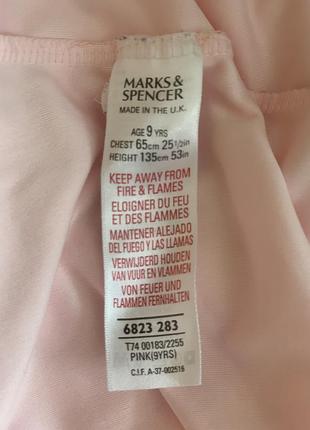 MARKS &
SPENCER
MADE IN THE U.K.
AGE 9 YRS
CHEST 65cm 25 1/2in
HEIGHT 135cm 53in
KEEP AWAY FROM
FIRE & FLAMES
ELOIGNER DU FEU
ET DES FLAMMES
MANTENER ALEJADO
DEL FUEGO Y LAS LLAMAS
VERWIJDERD HOUDEN
VAN VUUR EN VLAMMEN
VON FEUER UND
FLAMMEN FERNHALTEN
6823 283
T74 00183/2255
PINK(9YRS)
C.I.F. A-37-002516